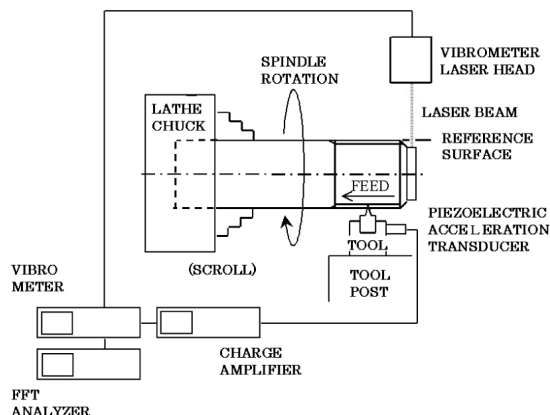 SPINDLE
ROTATION
VIBROMETER
LASER HEAD
LATHE
CHUCK
LASER BEAM
REFERENCE
SURFACE
FEED
PIEZOELECTRIC
ACCELERATION
TRANSDUCER
TOOL
(SCROLL)
TOOL
POST
VIBRO
METER
CHARGE
AMPLIFIER
FFT
ANALYZER